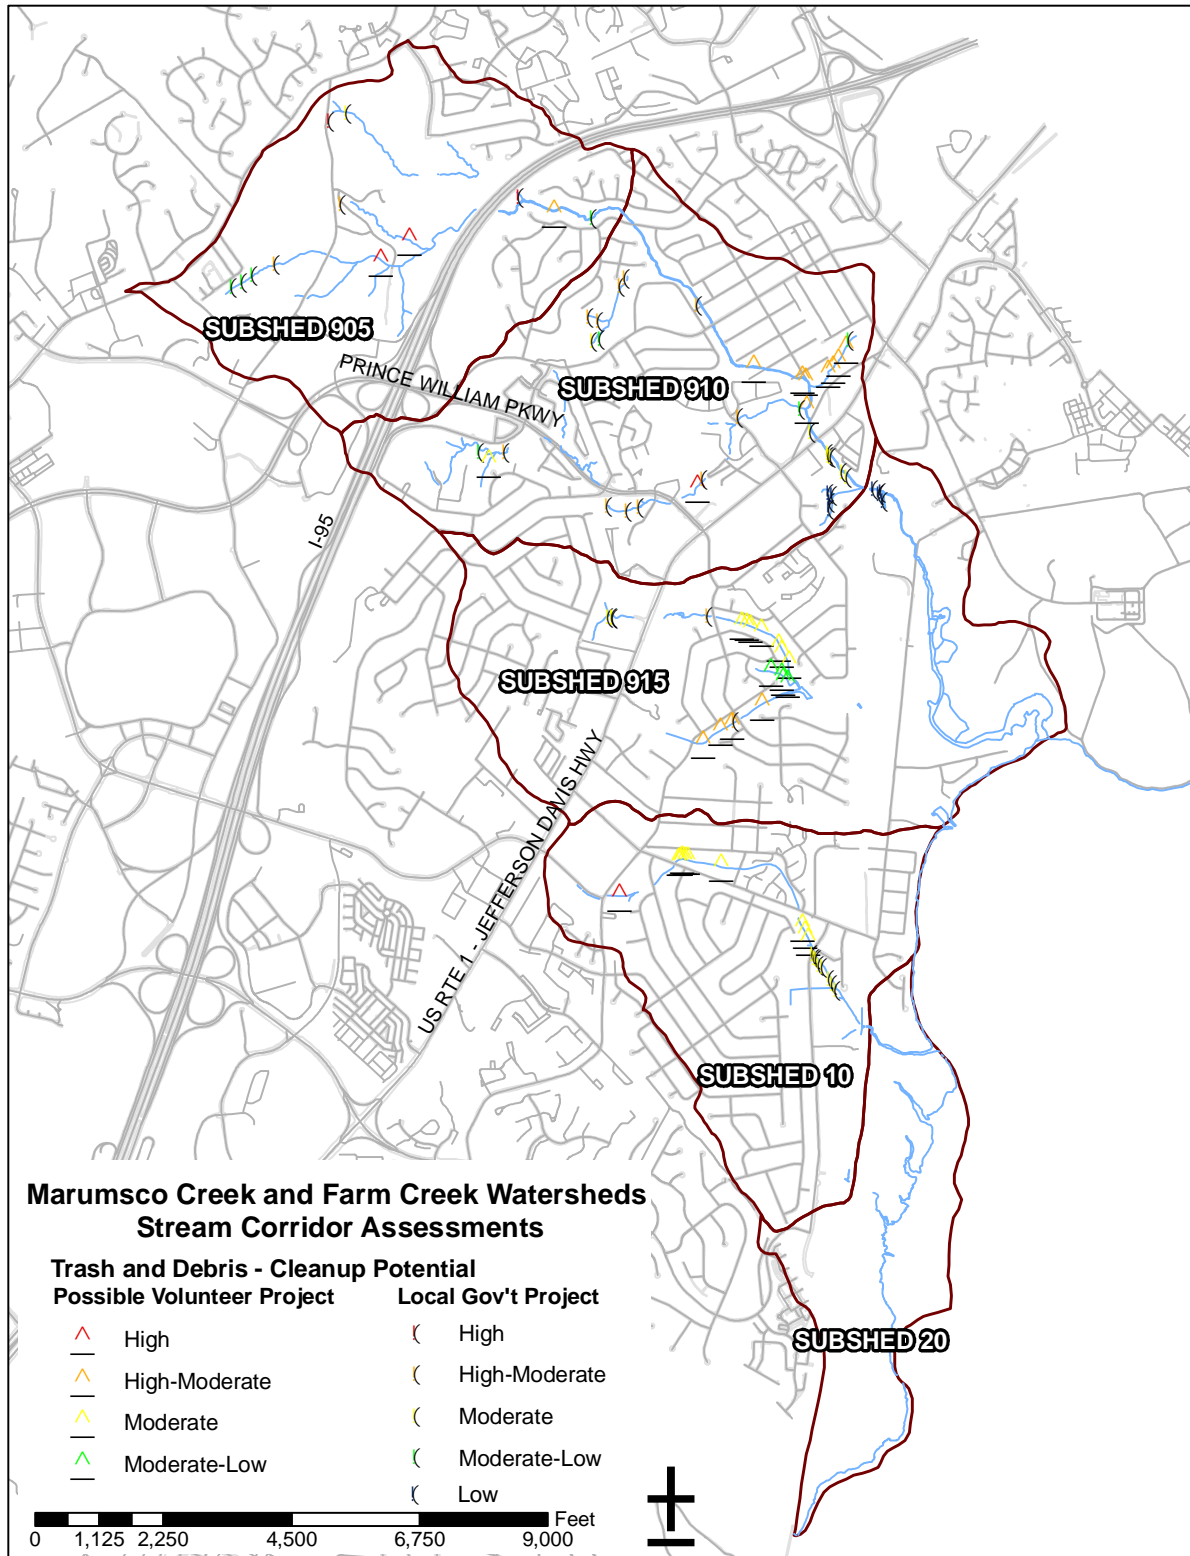 SUBSHED 905
PRINCE WILLIAM PKWY
SUBSHED 910
I-95
SUBSHED 915
US RTE 1 - JEFFERSON DAVIS HWY
SUBSHED 10
SUBSHED 20
Marumsco Creek and Farm Creek Watersheds
Stream Corridor Assessments
Trash and Debris - Cleanup Potential
Possible Volunteer Project Local Gov't Project
High High
High-Moderate High-Moderate
Moderate Moderate
Moderate-Low Moderate-Low
Low
Feet
0 1,125 2,250 4,500 6,750 9,000